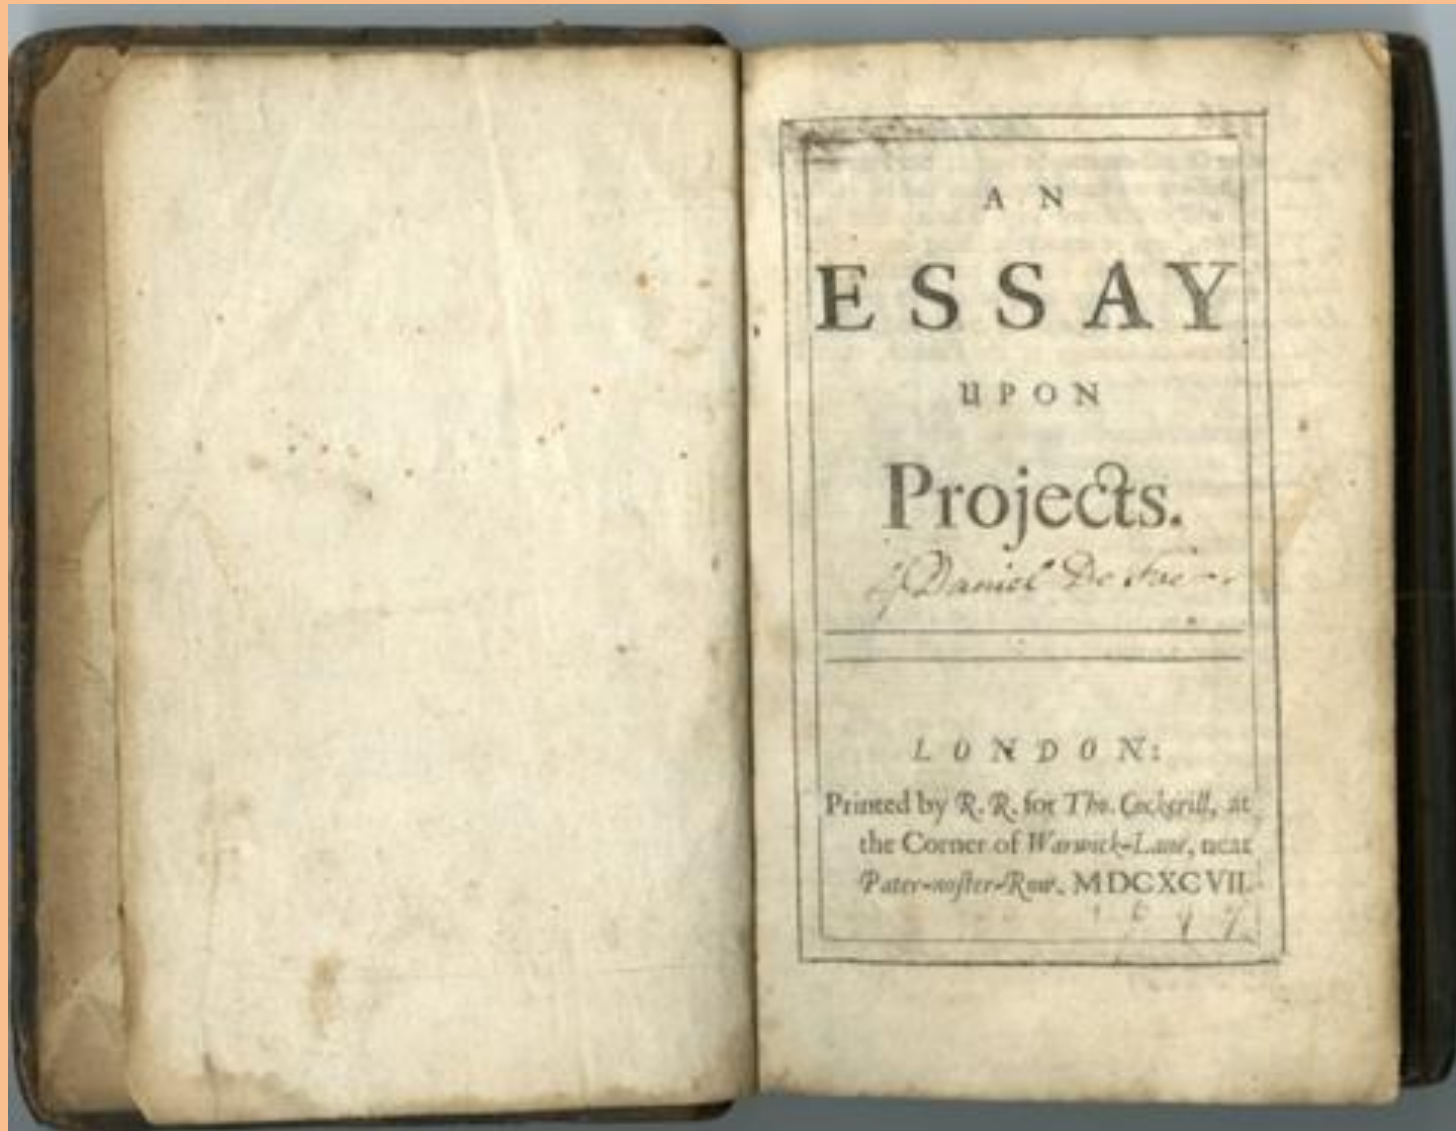 AN
ESSAY
UPON
Projects.
By Daniel De Foe
LONDON:
Printed by R. R. for Tho. Cockerill, at
the Corner of Warwick-Lane, near
Pater-noſter-Row. MDCXCVII.
1697.